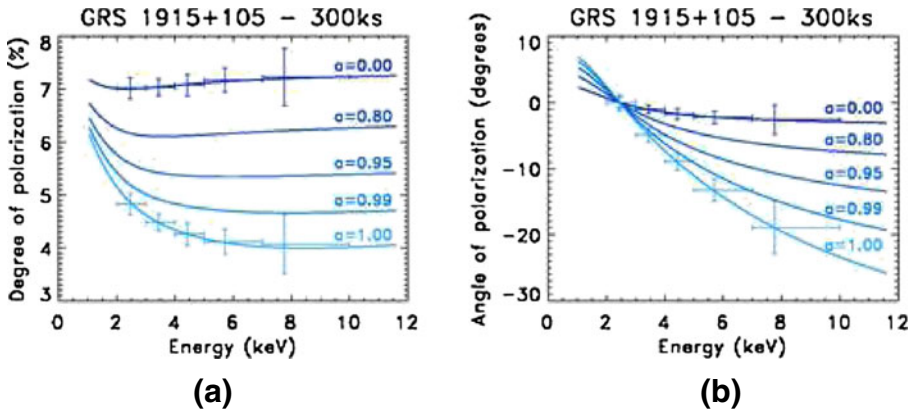 GRS 1915+105 – 300ks
Degree of polarization (%)
8
7
6
5
4
3
a=0.00
a=0.80
a=0.95
a=0.99
a=1.00
0 2 4 6 8 10 12
Energy (keV)
(a)
GRS 1915+105 – 300ks
Angle of polarization (degrees)
10
0
-10
-20
-30
a=0.00
a=0.80
a=0.95
a=0.99
a=1.00
0 2 4 6 8 10 12
Energy (keV)
(b)